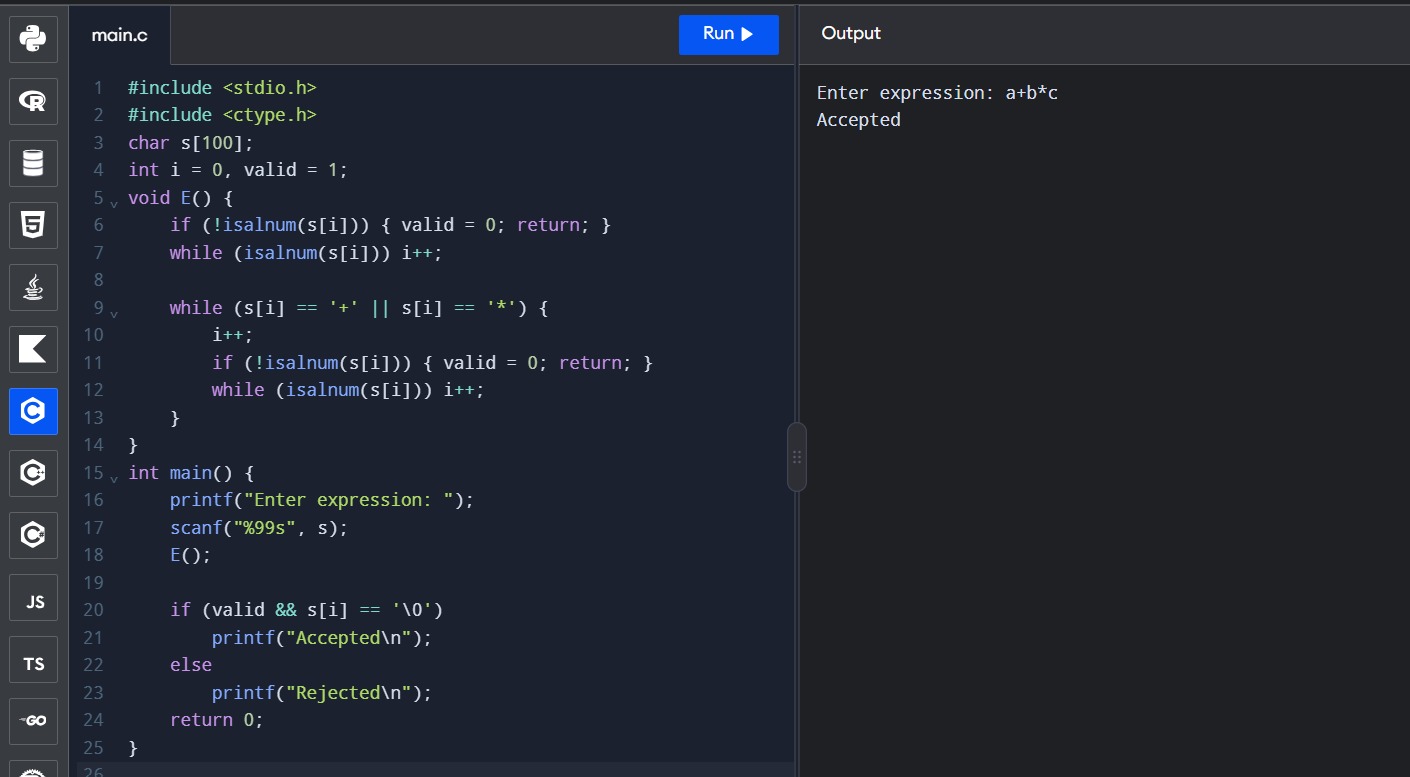 main.c
Run
Output
1 #include <stdio.h>
2 #include <ctype.h>
3 char s[100];
4 int i = 0, valid = 1;
5 void E() {
6 if (!isalnum(s[i])) { valid = 0; return; }
7 while (isalnum(s[i])) i++;
8
9 while (s[i] == '+' || s[i] == '*') {
10 i++;
11 if (!isalnum(s[i])) { valid = 0; return; }
12 while (isalnum(s[i])) i++;
13 }
14 }
15 int main() {
16 printf("Enter expression: ");
17 scanf("%99s", s);
18 E();
19
20 if (valid && s[i] == '\0')
21 printf("Accepted\n");
22 else
23 printf("Rejected\n");
24 return 0;
25 }
26
Enter expression: a+b*c
Accepted
R
5
C
C++
C#
JS
TS
GO